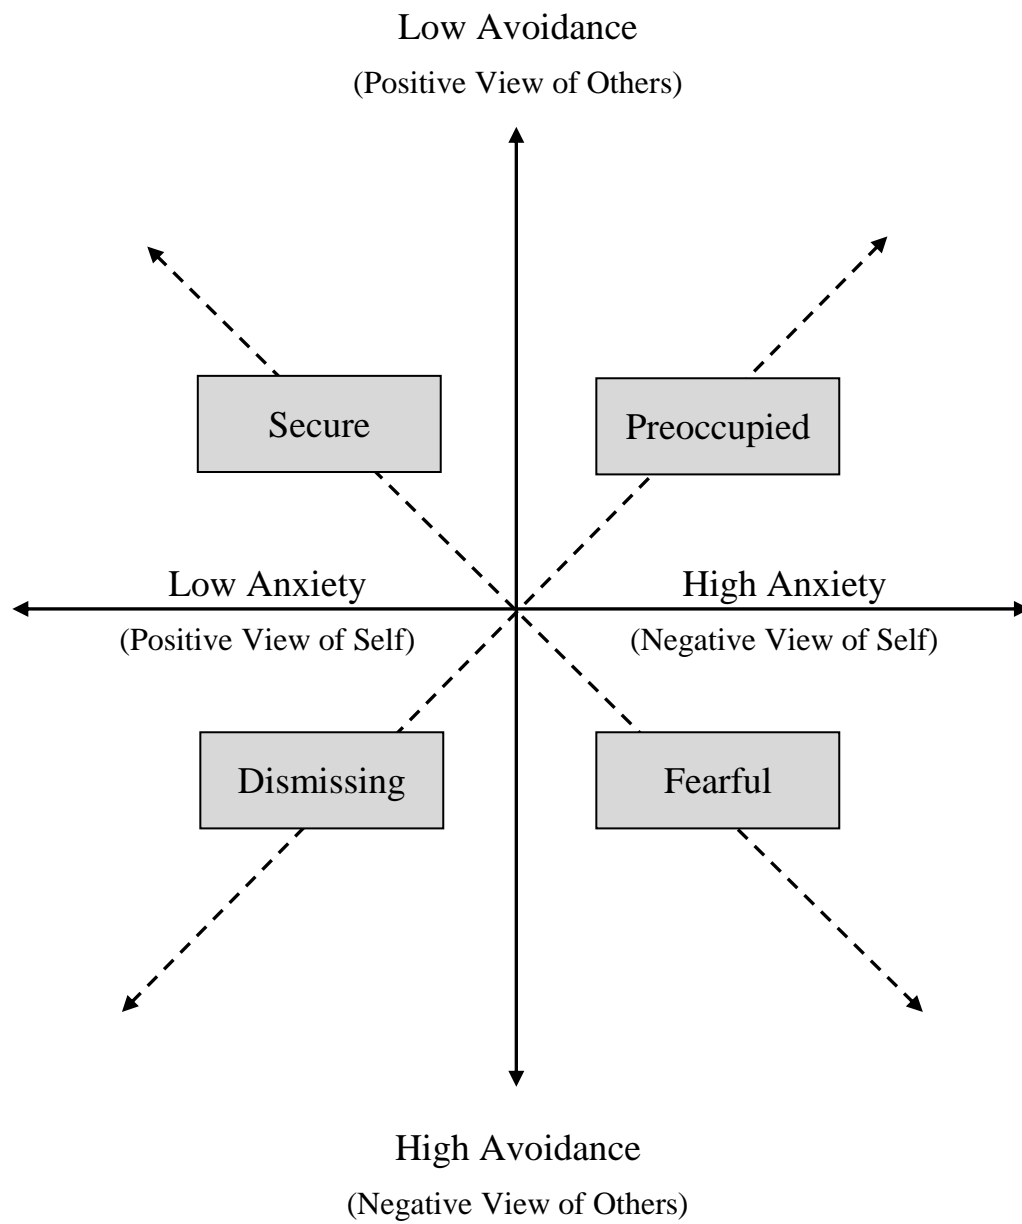 Low Avoidance
(Positive View of Others)
Secure
Preoccupied
Low Anxiety
High Anxiety
(Positive View of Self)
(Negative View of Self)
Dismissing
Fearful
High Avoidance
(Negative View of Others)